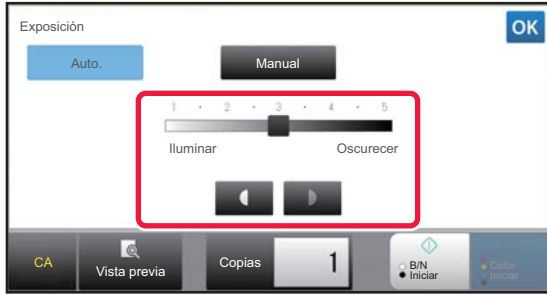 Exposición
OK
Auto.
Manual
1 · 2 · 3 · 4 · 5
Iluminar
Oscurecer
CA
Vista previa
Copias
1
B/N
Iniciar
Color
Iniciar